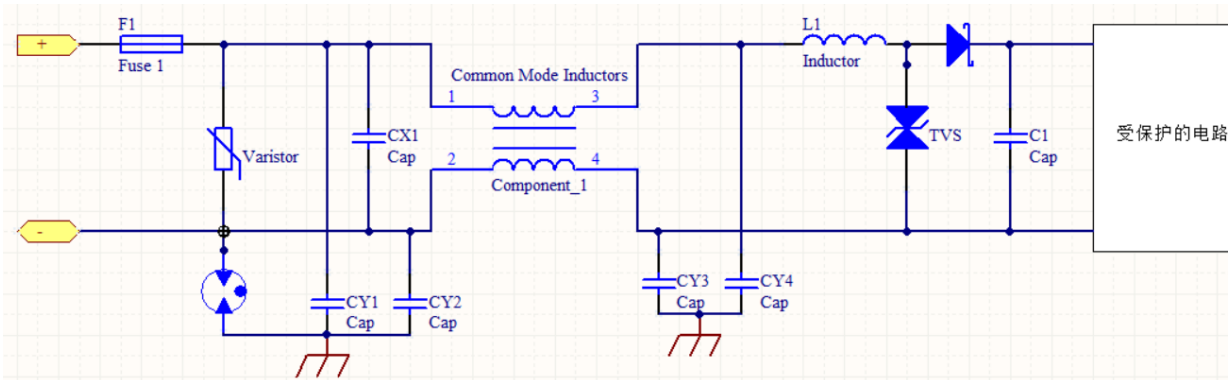 F1
+
Fuse 1
L1
Inductor
Common Mode Inductors
1
3
Varistor
CX1
Cap
TVS
C1
Cap
受保护的电路
2
4
Component_1
-
CY1
Cap
CY2
Cap
CY3
Cap
CY4
Cap